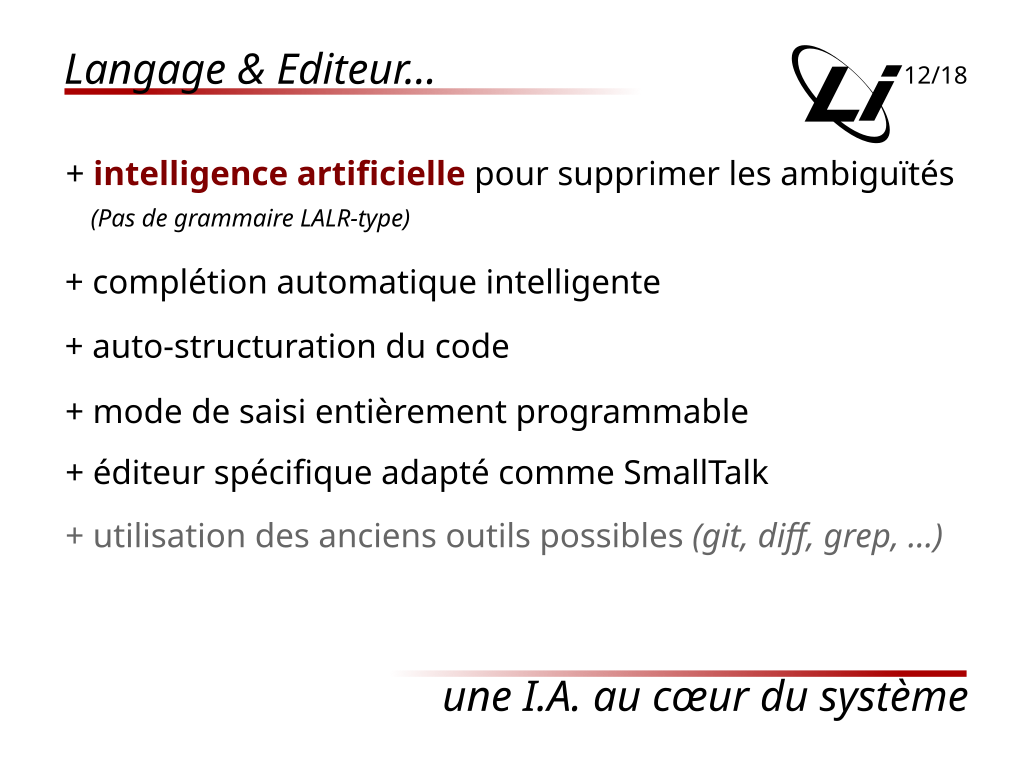 Langage & Editeur...
Li
12/18
+ intelligence artificielle pour supprimer les ambiguïtés
(Pas de grammaire LALR-type)
+ complétion automatique intelligente
+ auto-structuration du code
+ mode de saisi entièrement programmable
+ éditeur spécifique adapté comme SmallTalk
+ utilisation des anciens outils possibles (git, diff, grep, ...)
une I.A. au cœur du système